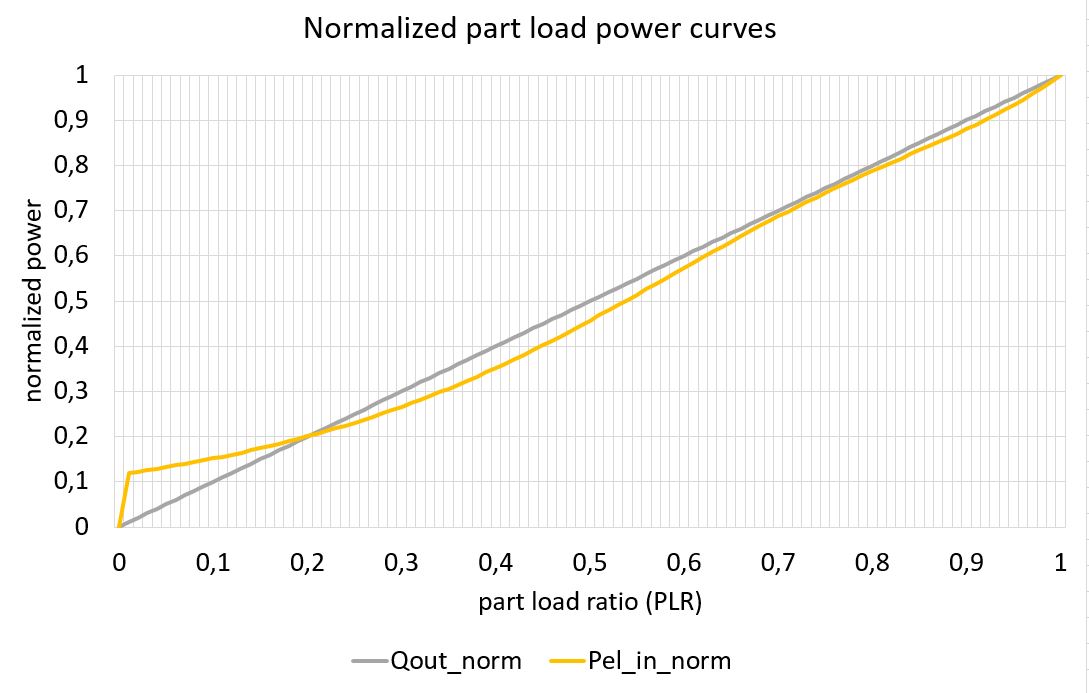 Normalized part load power curves
normalized power
1
0,9
0,8
0,7
0,6
0,5
0,4
0,3
0,2
0,1
0
0 0,1 0,2 0,3 0,4 0,5 0,6 0,7 0,8 0,9 1
part load ratio (PLR)
Qout_norm Pel_in_norm